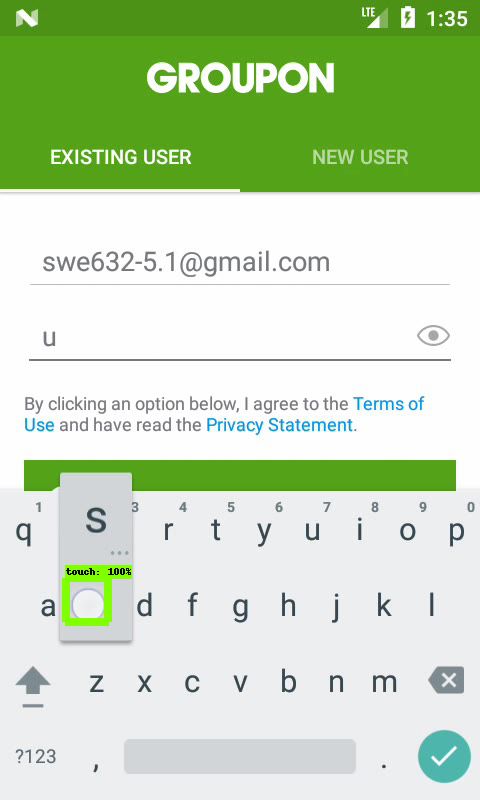 LTE 1:35
GROUPON
EXISTING USER NEW USER
swe632-5.1@gmail.com
u
By clicking an option below, I agree to the Terms of
Use and have read the Privacy Statement.
1 3 4 5 6 7 8 9 0
q r t y u i o p
s
...
touch: 100%
a d f g h j k l
z x c v b n m
?123 , .